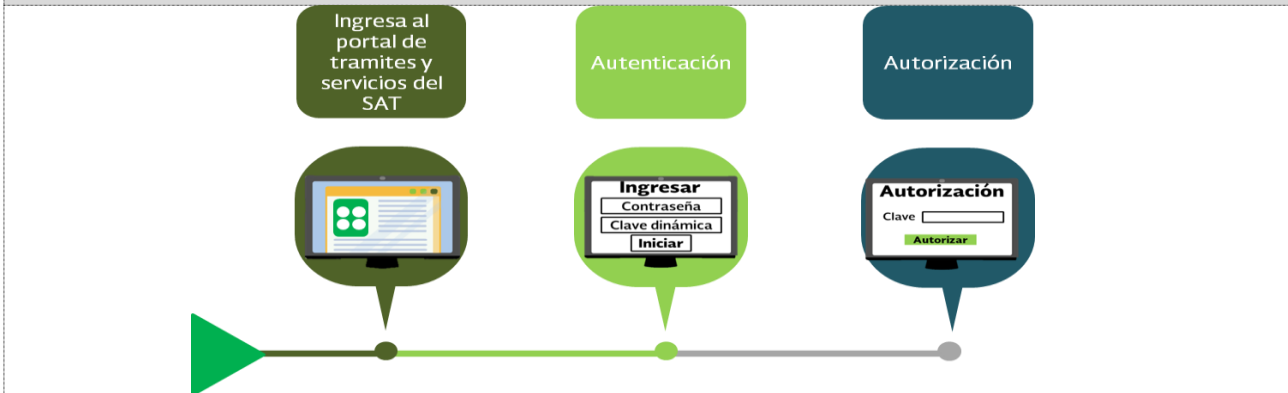 Ingresa al
portal de
tramites y
servicios del
SAT
Autenticación
Autorización
Ingresar
Contraseña
Clave dinámica
Iniciar
Autorización
Clave
Autorizar